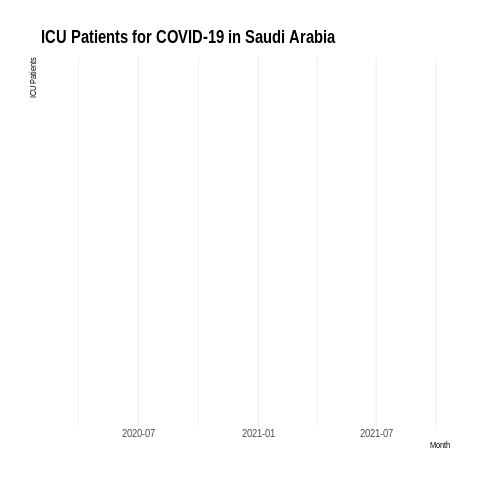 ICU Patients for COVID-19 in Saudi Arabia
ICU Patients
2020-07 2021-01 2021-07
Month